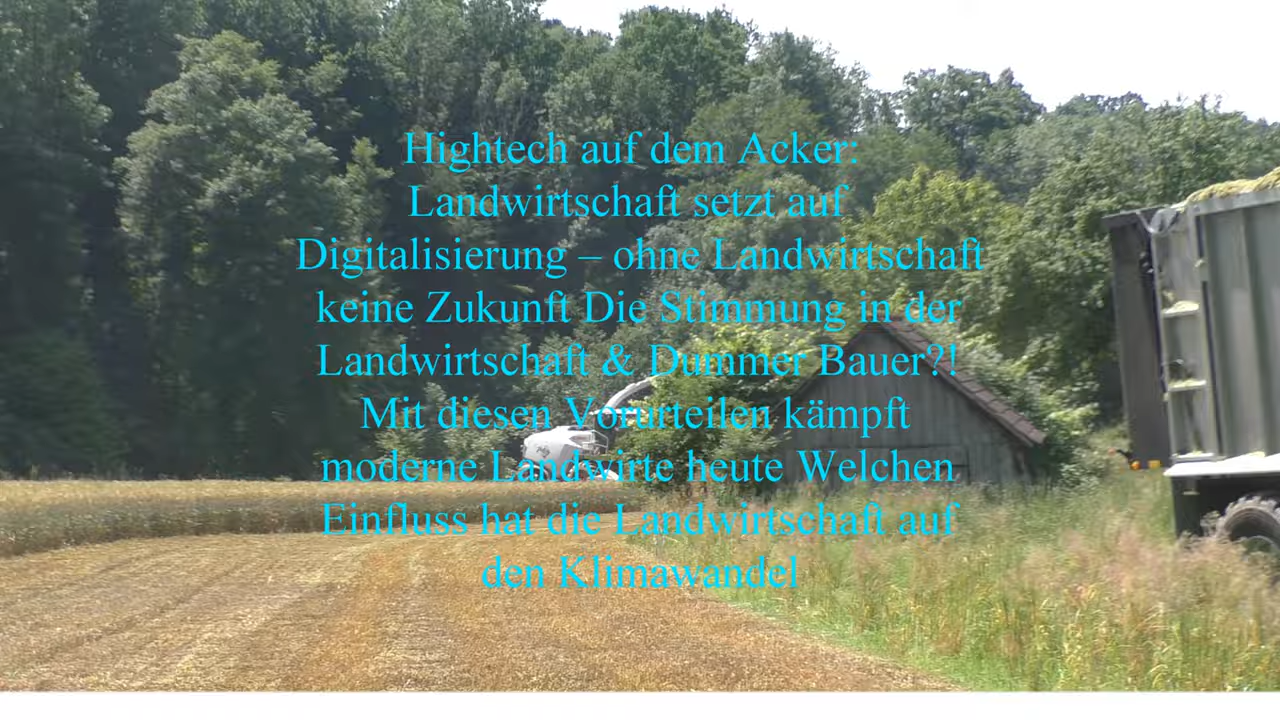 Hightech auf dem Acker:
Landwirtschaft setzt auf
Digitalisierung – ohne Landwirtschaft
keine Zukunft Die Stimmung in der
Landwirtschaft & Dummer Bauer?!
Mit diesen Vorurteilen kämpft
moderne Landwirte heute Welchen
Einfluss hat die Landwirtschaft auf
den Klimawandel